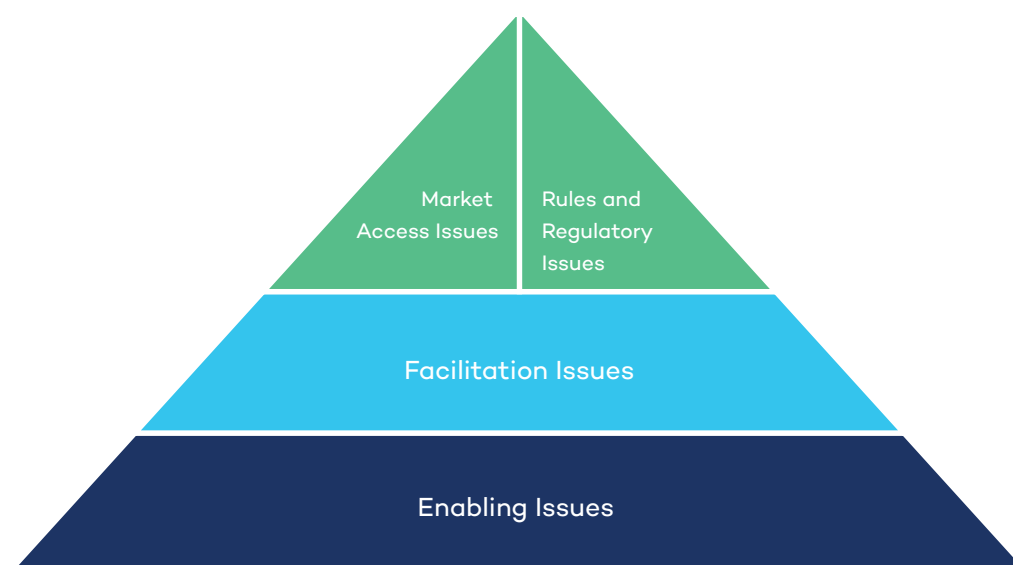 Market
Access Issues
Rules and
Regulatory
Issues
Facilitation Issues
Enabling Issues